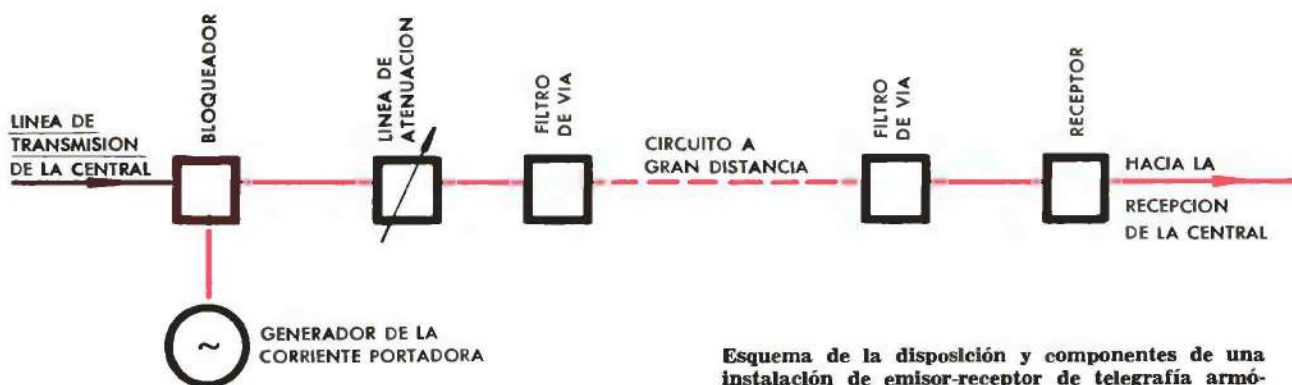 LINEA DE
TRANSMISION
DE LA CENTRAL
BLOQUEADOR
LINEA DE
ATENUACION
FILTRO
DE VIA
CIRCUITO A
GRAN DISTANCIA
FILTRO
DE VIA
RECEPTOR
HACIA LA
RECEPCION
DE LA CENTRAL
~
GENERADOR DE LA
CORRIENTE PORTADORA
Esquema de la disposición y componentes de una
instalación de emisor-receptor de telegrafía armó-